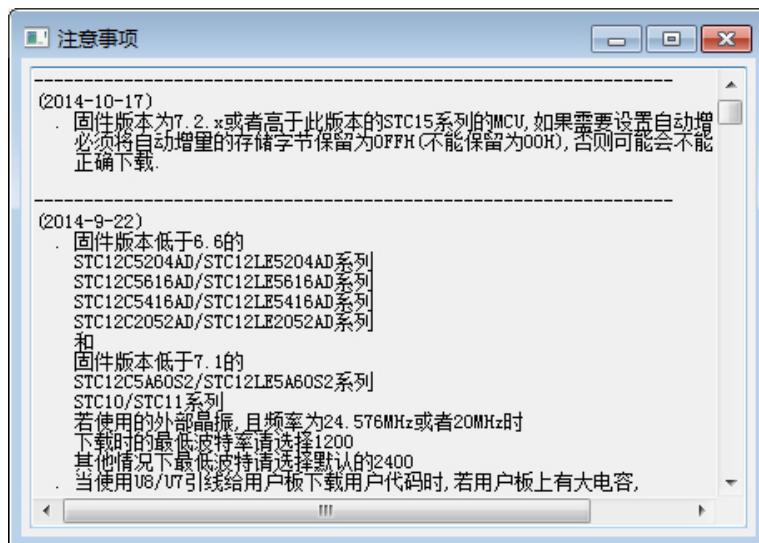 注意事项
----------------------------------------------------------------
(2014-10-17)
. 固件版本为7.2.x或者高于此版本的STC15系列的MCU,如果需要设置自动增
必须将自动增量的存储字节保留为0FFH(不能保留为00H),否则可能会不能
正确下载.
----------------------------------------------------------------
(2014-9-22)
. 固件版本低于6.6的
STC12C5204AD/STC12LE5204AD系列
STC12C5616AD/STC12LE5616AD系列
STC12C5416AD/STC12LE5416AD系列
STC12C2052AD/STC12LE2052AD系列
和
固件版本低于7.1的
STC12C5A60S2/STC12LE5A60S2系列
STC10/STC11系列
若使用的外部晶振,且频率为24.576MHz或者20MHz时
下载时的最低波特率请选择1200
其他情况下最低波特请选择默认的2400
. 当使用U8/U7引线给用户板下载用户代码时,若用户板上有大电容,